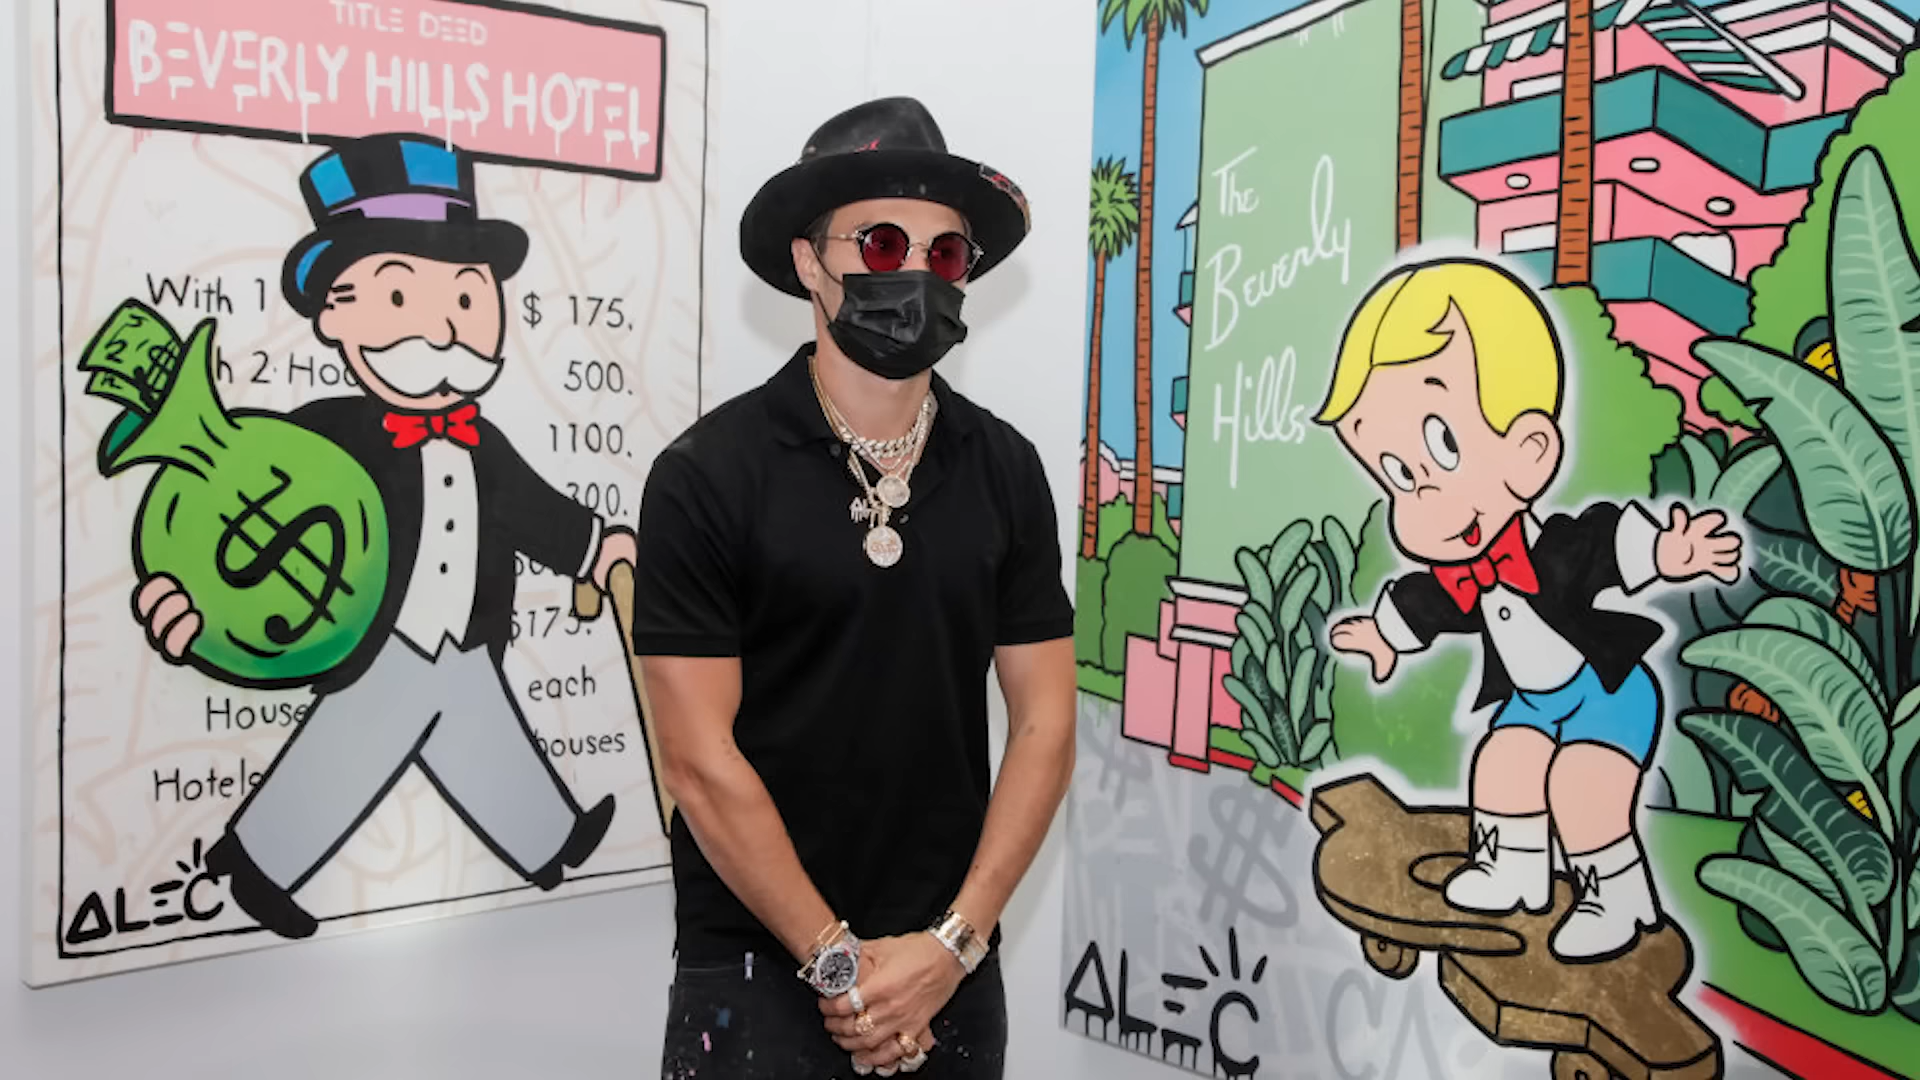 TITLE DEED
BEVERLY HILLS HOTEL
With 1
$ 175.
h 2 Hou
500.
1100.
300.
$175.
each
House
houses
Hotels
ALEC
The
Beverly
Hills
ALEC